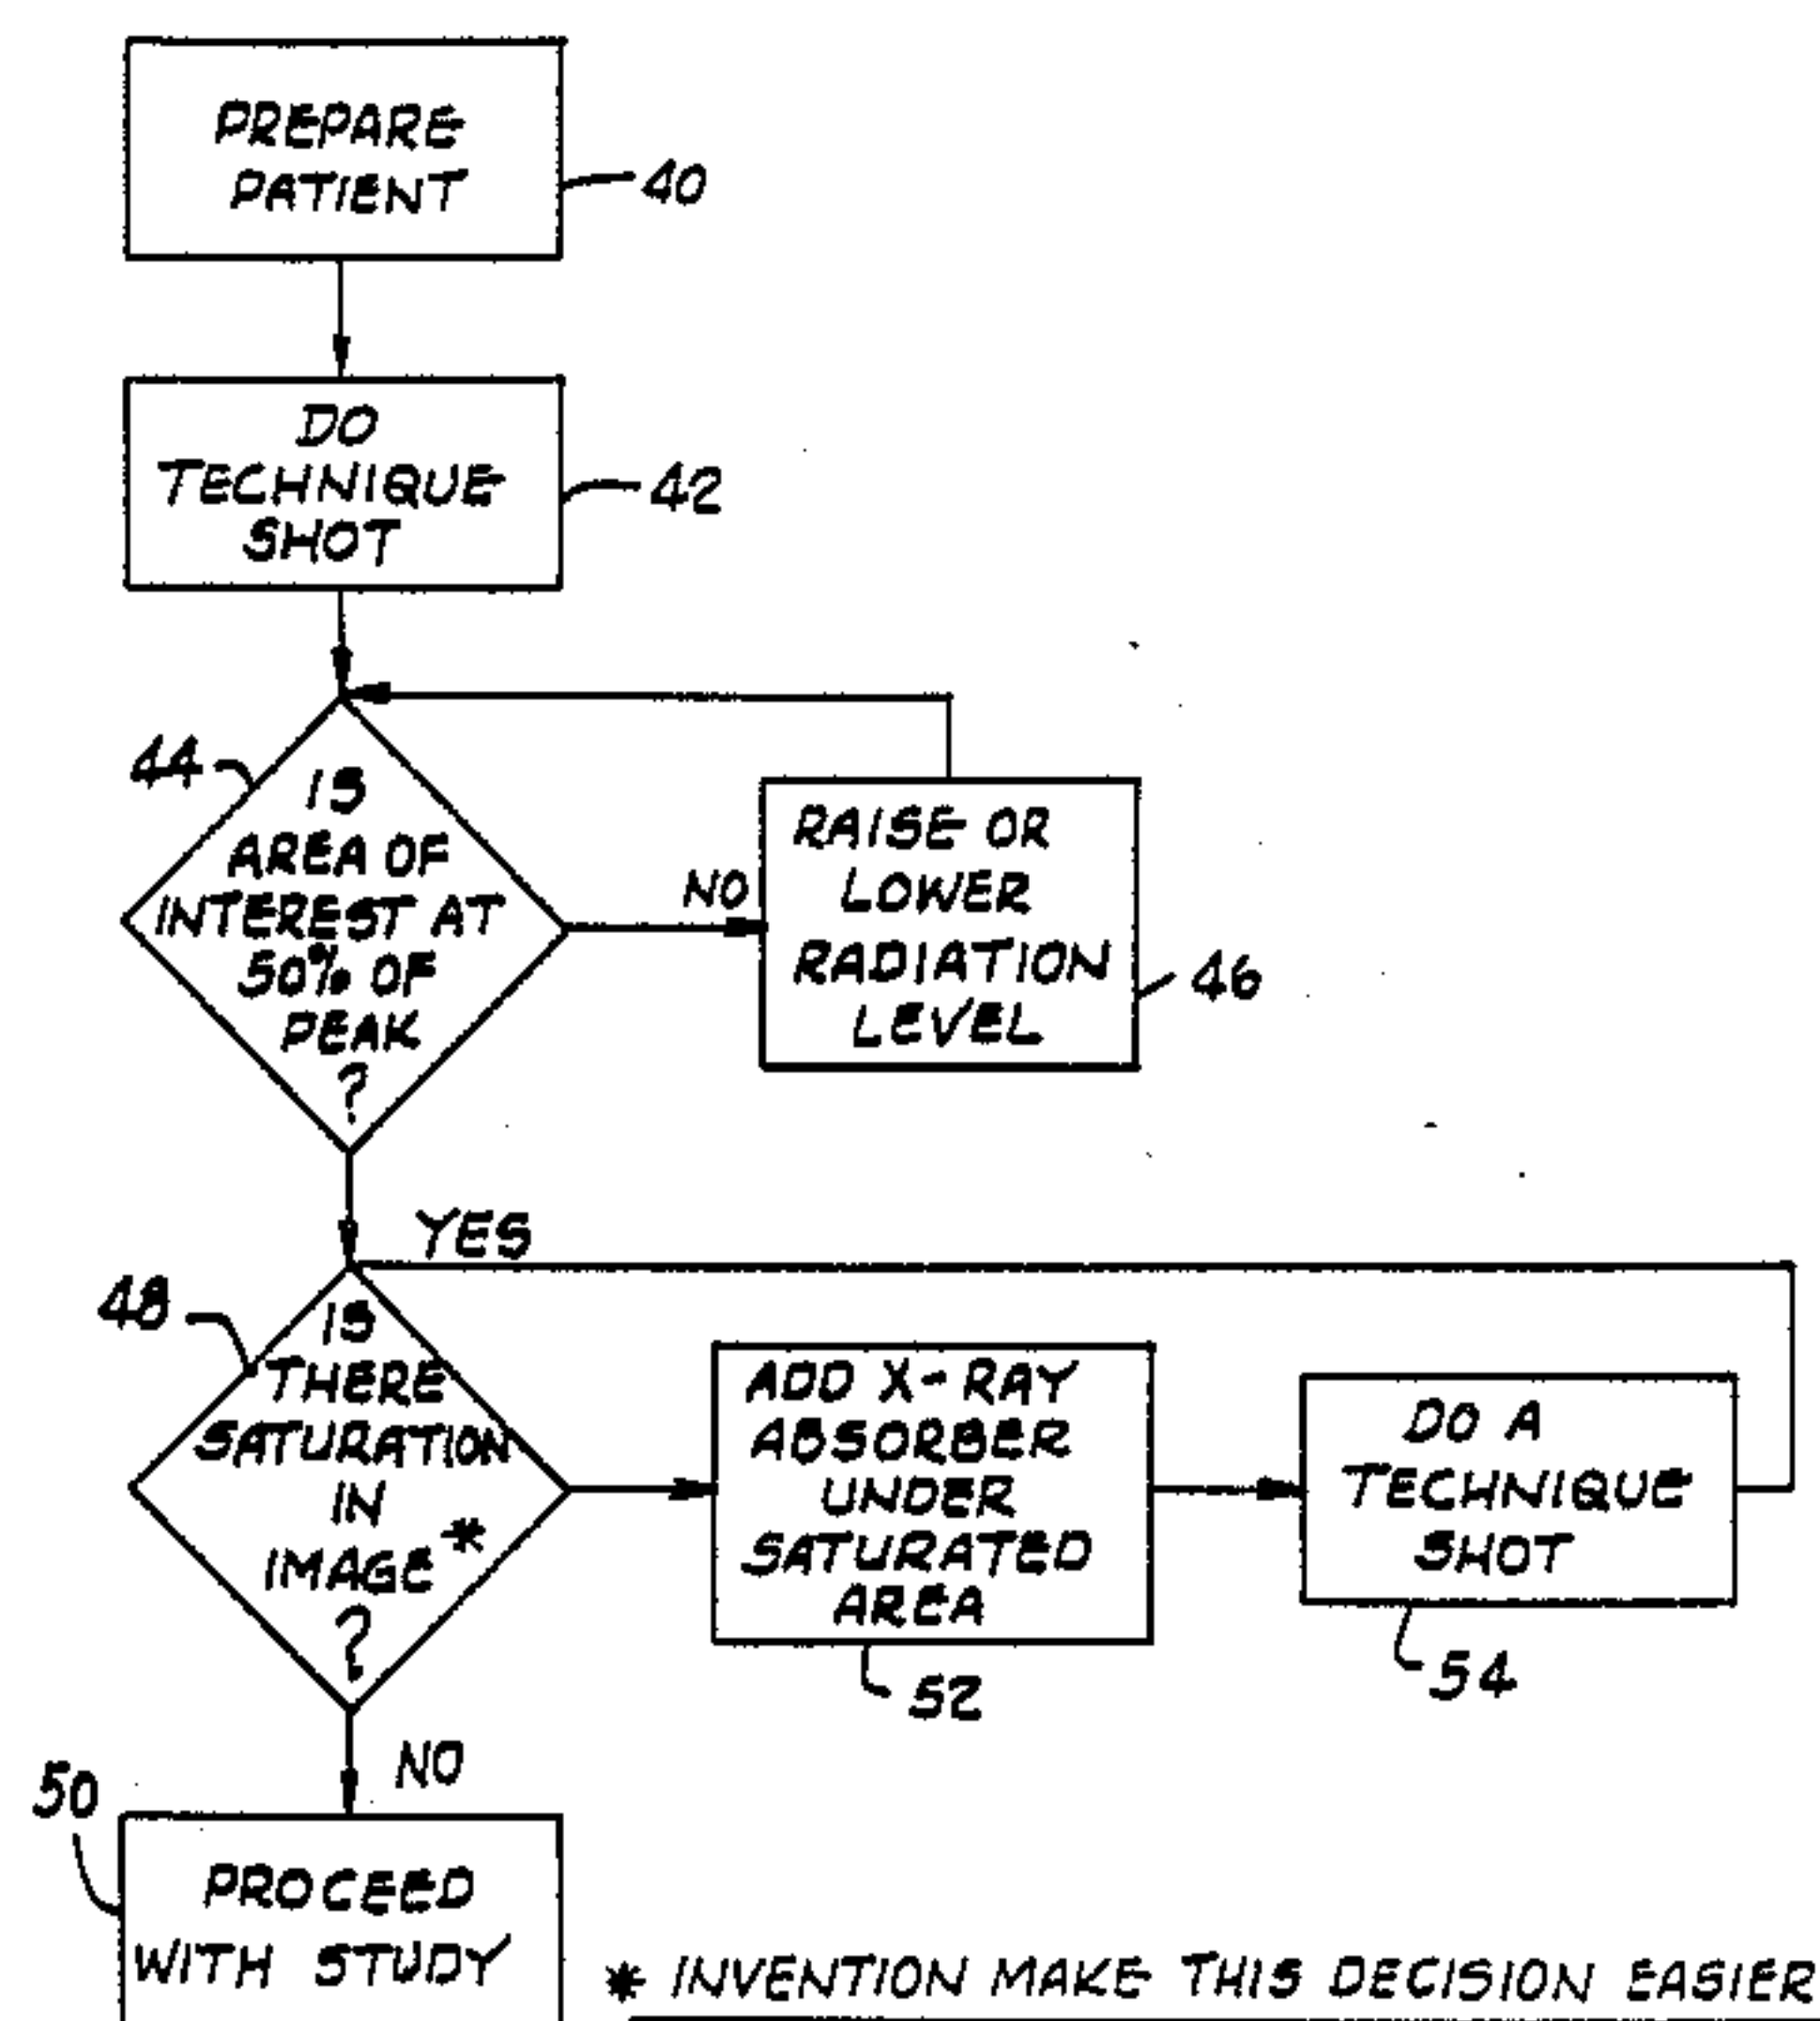 PREPARE
PATIENT
40
DO
TECHNIQUE
SHOT
42
44
IS
AREA OF
INTEREST AT
50% OF
PEAK
?
NO
RAISE OR
LOWER
RADIATION
LEVEL
46
YES
48
IS
THERE
SATURATION
IN
IMAGE*
?
ADD X-RAY
ABSORBER
UNDER
SATURATED
AREA
52
DO A
TECHNIQUE
SHOT
54
NO
50
PROCEED
WITH STUDY
* INVENTION MAKE THIS DECISION EASIER